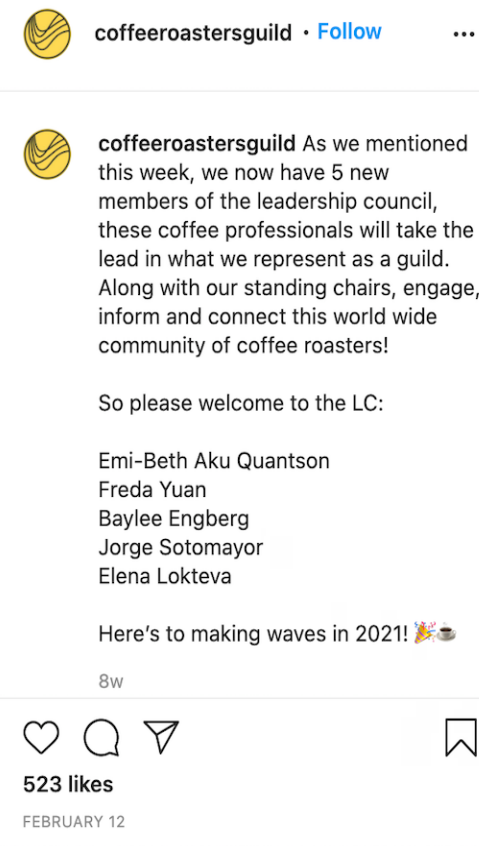 coffeeroastersguild • Follow
coffeeroastersguild As we mentioned
this week, we now have 5 new
members of the leadership council,
these coffee professionals will take the
lead in what we represent as a guild.
Along with our standing chairs, engage,
inform and connect this world wide
community of coffee roasters!
So please welcome to the LC:
Emi-Beth Aku Quantson
Freda Yuan
Baylee Engberg
Jorge Sotomayor
Elena Lokteva
Here's to making waves in 2021! 🎉☕
8w
523 likes
FEBRUARY 12